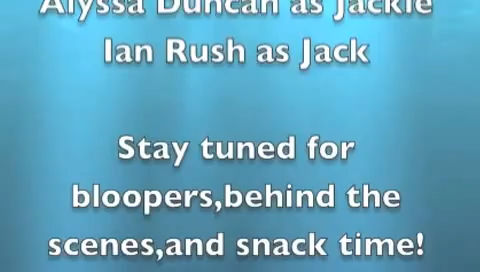 Alyssa Duncan as Jackie
Ian Rush as Jack
Stay tuned for
bloopers,behind the
scenes,and snack time!